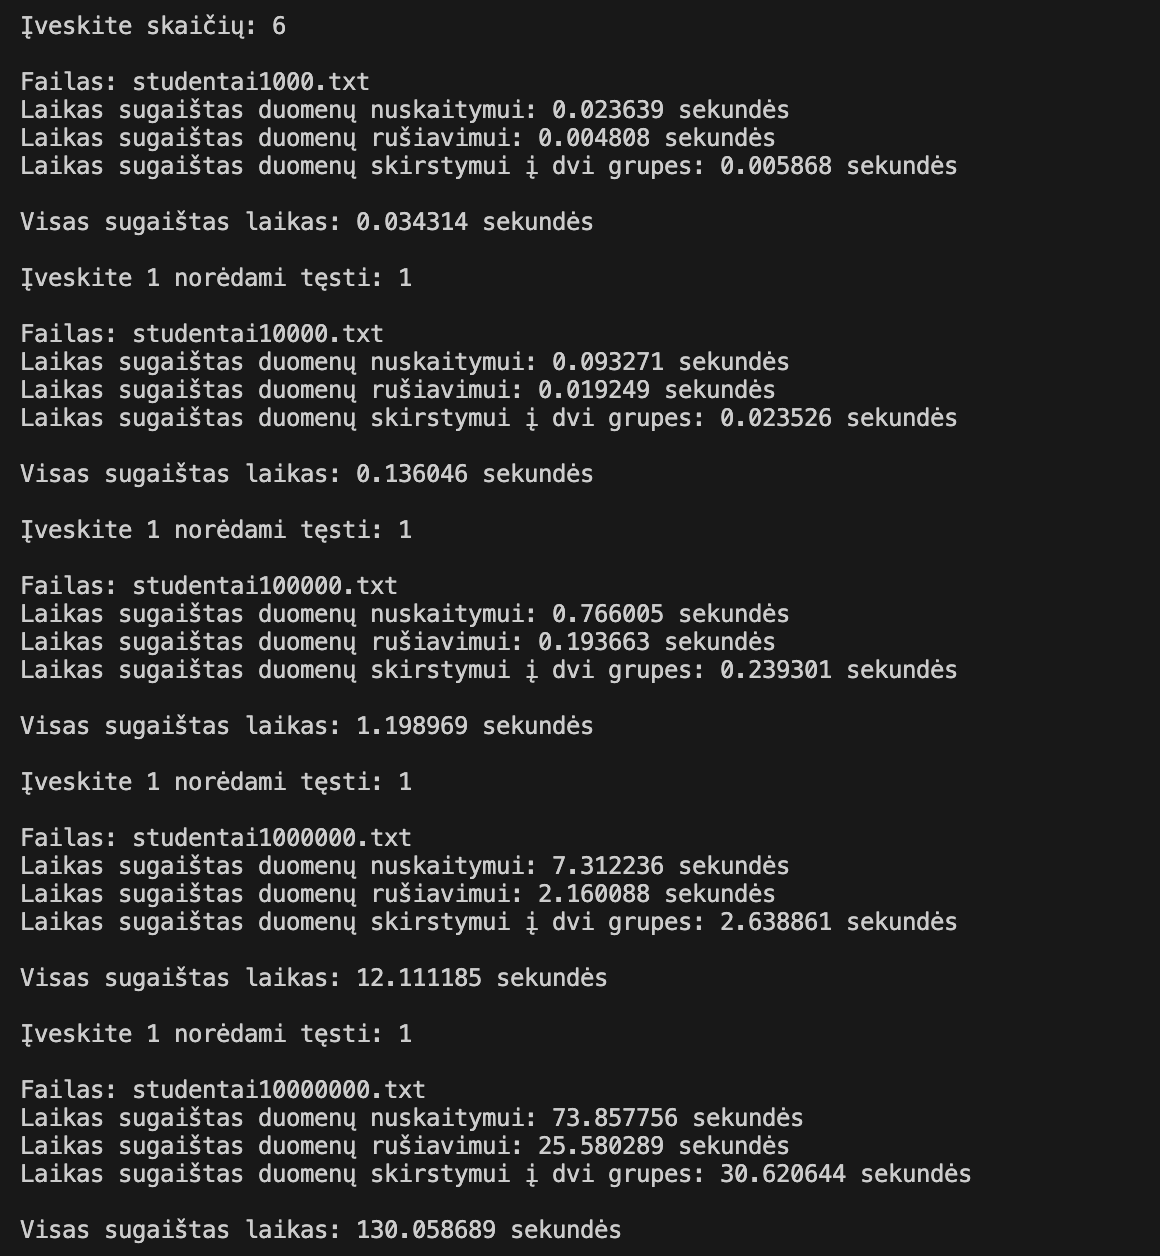 Įveskite skaičių: 6
Failas: studentai1000.txt
Laikas sugaištas duomenų nuskaitymui: 0.023639 sekundės
Laikas sugaištas duomenų rušiavimui: 0.004808 sekundės
Laikas sugaištas duomenų skirstymui į dvi grupes: 0.005868 sekundės
Visas sugaištas laikas: 0.034314 sekundės
Įveskite 1 norėdami tęsti: 1
Failas: studentai10000.txt
Laikas sugaištas duomenų nuskaitymui: 0.093271 sekundės
Laikas sugaištas duomenų rušiavimui: 0.019249 sekundės
Laikas sugaištas duomenų skirstymui į dvi grupes: 0.023526 sekundės
Visas sugaištas laikas: 0.136046 sekundės
Įveskite 1 norėdami tęsti: 1
Failas: studentai100000.txt
Laikas sugaištas duomenų nuskaitymui: 0.766005 sekundės
Laikas sugaištas duomenų rušiavimui: 0.193663 sekundės
Laikas sugaištas duomenų skirstymui į dvi grupes: 0.239301 sekundės
Visas sugaištas laikas: 1.198969 sekundės
Įveskite 1 norėdami tęsti: 1
Failas: studentai1000000.txt
Laikas sugaištas duomenų nuskaitymui: 7.312236 sekundės
Laikas sugaištas duomenų rušiavimui: 2.160088 sekundės
Laikas sugaištas duomenų skirstymui į dvi grupes: 2.638861 sekundės
Visas sugaištas laikas: 12.111185 sekundės
Įveskite 1 norėdami tęsti: 1
Failas: studentai10000000.txt
Laikas sugaištas duomenų nuskaitymui: 73.857756 sekundės
Laikas sugaištas duomenų rušiavimui: 25.580289 sekundės
Laikas sugaištas duomenų skirstymui į dvi grupes: 30.620644 sekundės
Visas sugaištas laikas: 130.058689 sekundės